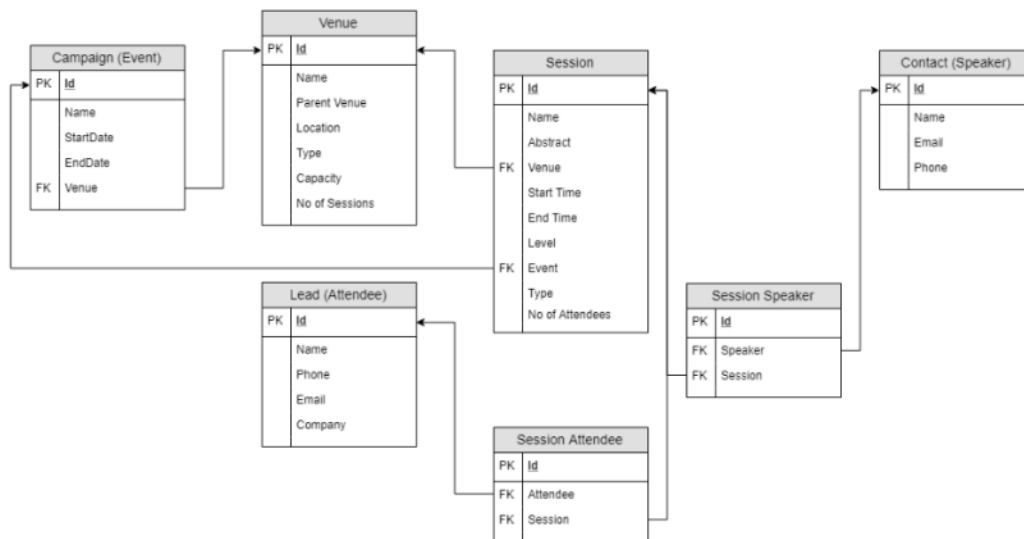 Campaign (Event)
PK Id
Name
StartDate
EndDate
FK Venue
Venue
PK Id
Name
Parent Venue
Location
Type
Capacity
No of Sessions
Session
PK Id
Name
Abstract
FK Venue
Start Time
End Time
Level
FK Event
Type
No of Attendees
Contact (Speaker)
PK Id
Name
Email
Phone
Lead (Attendee)
PK Id
Name
Phone
Email
Company
Session Speaker
PK Id
FK Speaker
FK Session
Session Attendee
PK Id
FK Attendee
FK Session